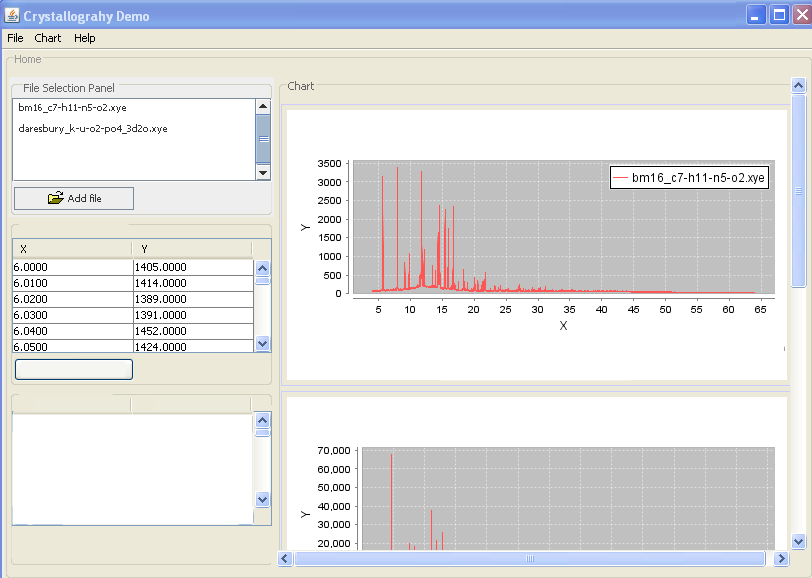 Crystallograhy Demo
File Chart Help
Home
File Selection Panel
bm16_c7-h11-n5-o2.xye
daresbury_k-u-o2-po4_3d2o.xye
Add file
X Y
6.0000 1405.0000
6.0100 1414.0000
6.0200 1389.0000
6.0300 1391.0000
6.0400 1452.0000
6.0500 1424.0000
Chart
bm16_c7-h11-n5-o2.xye
3500
3000
2500
2000
1500
1000
500
0
Y
5 10 15 20 25 30 35 40 45 50 55 60 65
X
70,000
60,000
50,000
40,000
30,000
20,000
Y